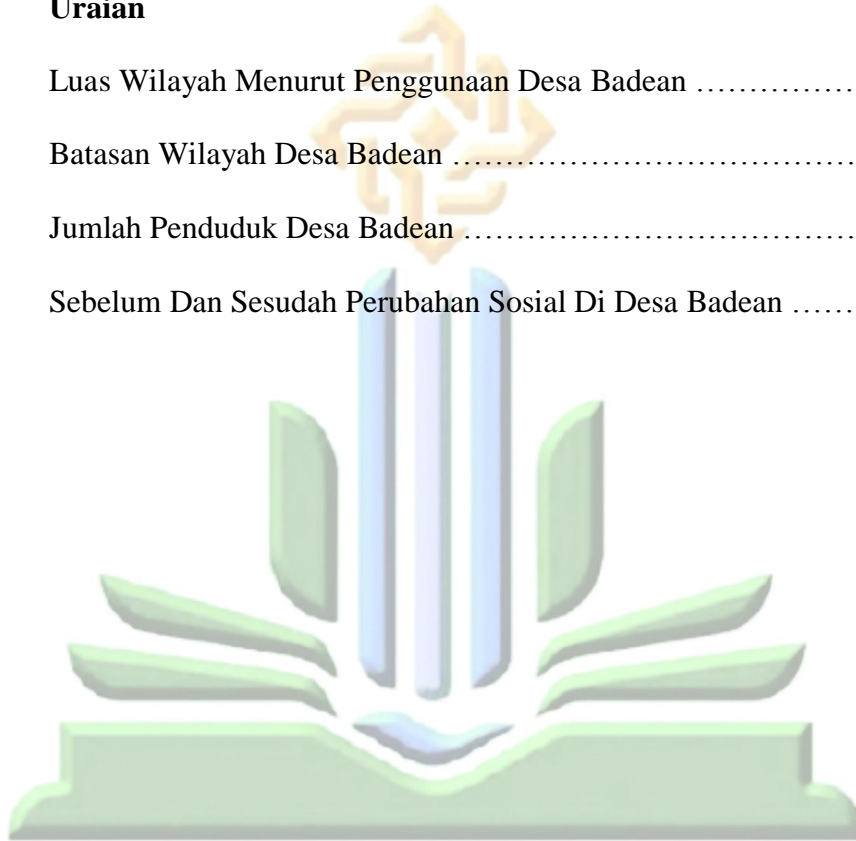 Uraian
Luas Wilayah Menurut Penggunaan Desa Badean ……………
Batasan Wilayah Desa Badean …………………………………
Jumlah Penduduk Desa Badean ………………………………
Sebelum Dan Sesudah Perubahan Sosial Di Desa Badean ……